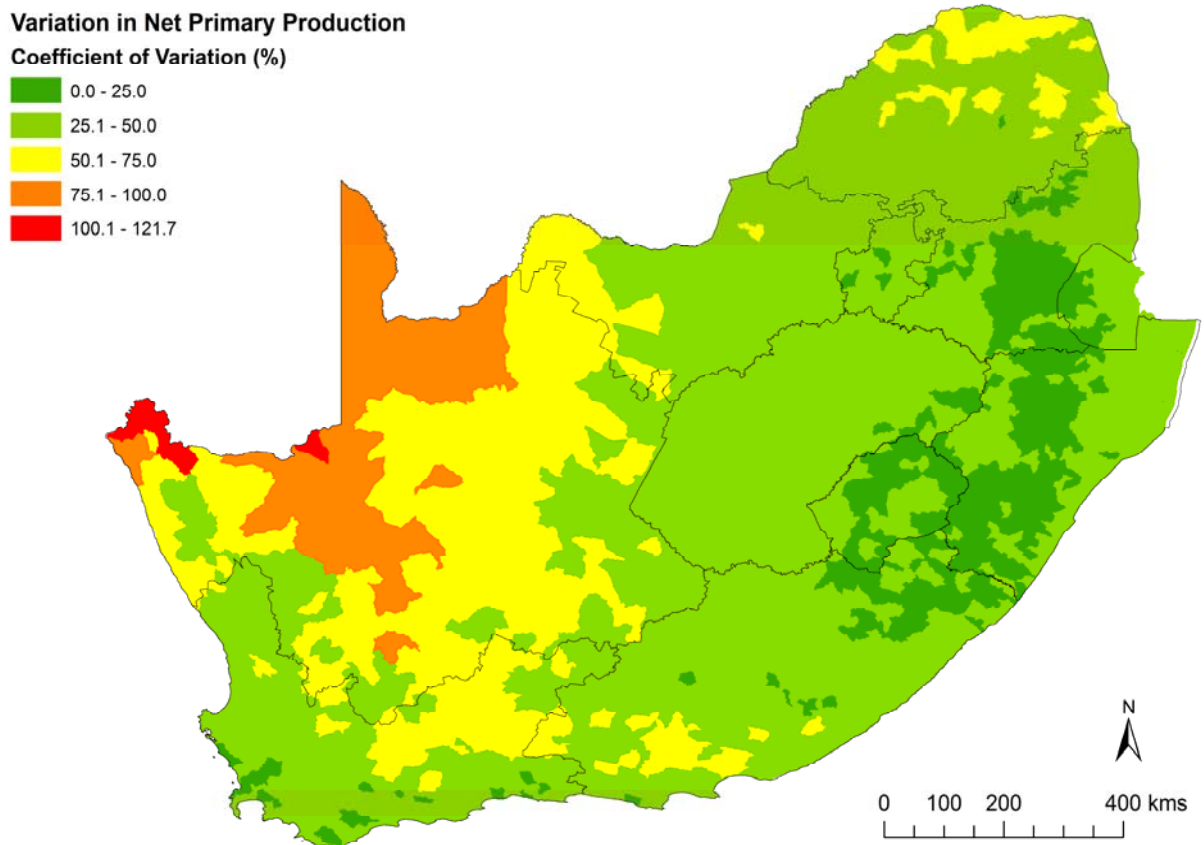 Variation in Net Primary Production
Coefficient of Variation (%)
0.0 - 25.0
25.1 - 50.0
50.1 - 75.0
75.1 - 100.0
100.1 - 121.7
N
0 100 200 400 kms